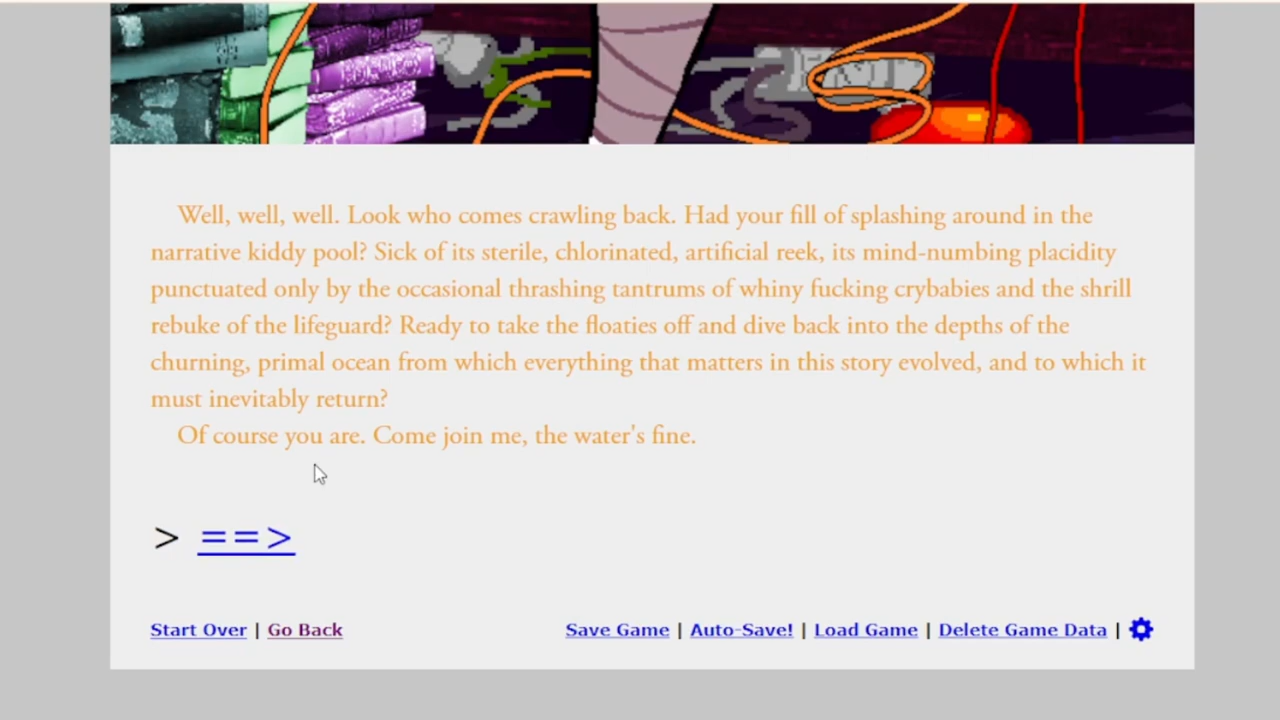 Well, well, well. Look who comes crawling back. Had your fill of splashing around in the
narrative kiddy pool? Sick of its sterile, chlorinated, artificial reek, its mind-numbing placidity
punctuated only by the occasional thrashing tantrums of whiny fucking crybabies and the shrill
rebuke of the lifeguard? Ready to take the floaties off and dive back into the depths of the
churning, primal ocean from which everything that matters in this story evolved, and to which it
must inevitably return?
Of course you are. Come join me, the water's fine.
> ==>
Start Over | Go Back Save Game | Auto-Save! | Load Game | Delete Game Data |